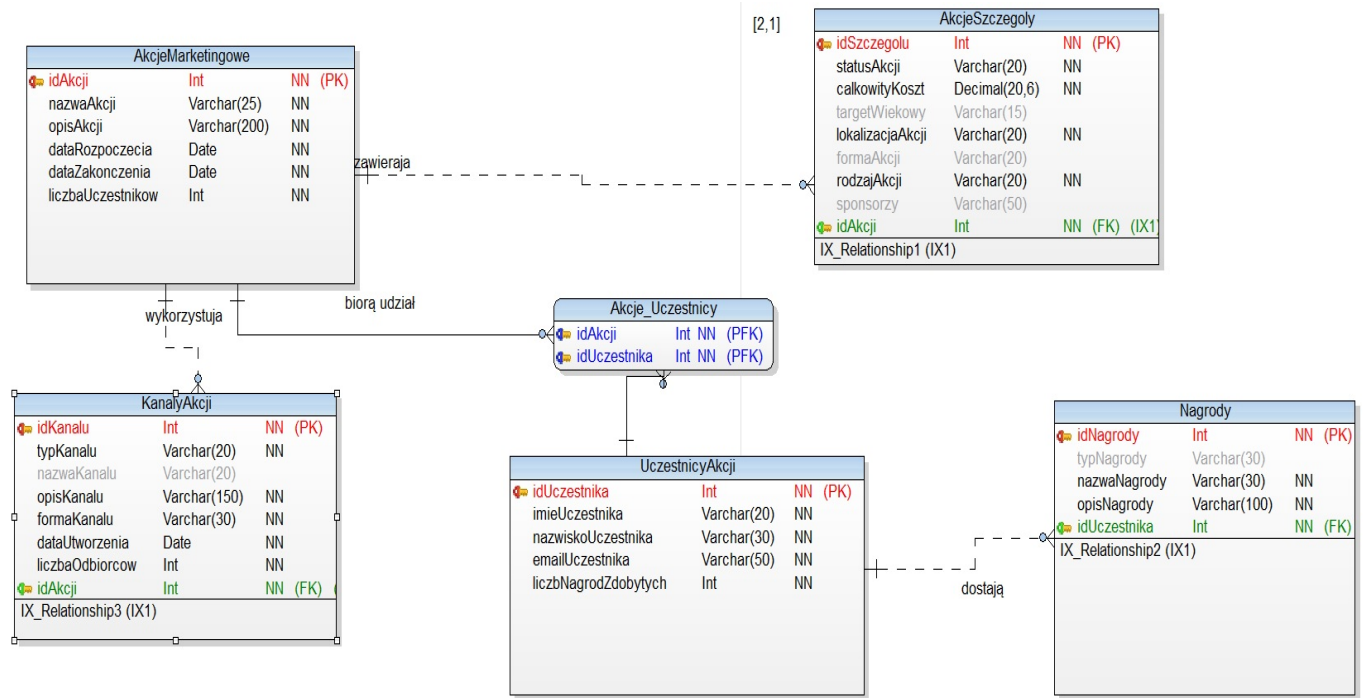 [2,1]
AkcjeMarketingowe
idAkcji Int NN (PK)
nazwaAkcji Varchar(25) NN
opisAkcji Varchar(200) NN
dataRozpoczecia Date NN
dataZakonczenia Date NN
liczbaUczestnikow Int NN
zawieraja
AkcjeSzczegoly
idSzczegolu Int NN (PK)
statusAkcji Varchar(20) NN
calkowityKoszt Decimal(20,6) NN
targetWiekowy Varchar(15)
lokalizacjaAkcji Varchar(20) NN
formaAkcji Varchar(20)
rodzajAkcji Varchar(20) NN
sponsorzy Varchar(50)
idAkcji Int NN (FK) (IX1)
IX_Relationship1 (IX1)
wykorzystuja
biorą udział
Akcje_Uczestnicy
idAkcji Int NN (PFK)
idUczestnika Int NN (PFK)
KanalyAkcji
idKanalu Int NN (PK)
typKanalu Varchar(20) NN
nazwaKanalu Varchar(20)
opisKanalu Varchar(150) NN
formaKanalu Varchar(30) NN
dataUtworzenia Date NN
liczbaOdbiorcow Int NN
idAkcji Int NN (FK) (
IX_Relationship3 (IX1)
UczestnicyAkcji
idUczestnika Int NN (PK)
imieUczestnika Varchar(20) NN
nazwiskoUczestnika Varchar(30) NN
emailUczestnika Varchar(50) NN
liczbNagrodZdobytych Int NN
dostają
Nagrody
idNagrody Int NN (PK)
typNagrody Varchar(30)
nazwaNagrody Varchar(30) NN
opisNagrody Varchar(100) NN
idUczestnika Int NN (FK)
IX_Relationship2 (IX1)